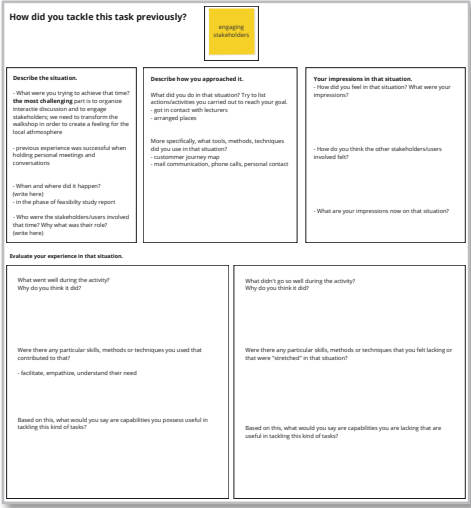 How did you tackle this task previously?
engaging
stakeholders
Describe the situation.
- What were you trying to achieve that time?
the most challenging part is to organize
interactie discussion and to engage
stakeholders; we need to transform the
walkshop in order to create a feeling for the
local athmosphere
- previous experience was successful when
holding personal meetings and
conversations
- When and where did it happen?
(write here)
- in the phase of feasibilty study report
- Who were the stakeholders/users involved
that time? Why what was their role?
(write here)
Describe how you approached it.
What did you do in that situation? Try to list
actions/activities you carried out to reach your goal.
- got in contact with lecturers
- arranged places
More specifically, what tools, methods, techniques
did you use in that situation?
- custommer journey map
- mail communication, phone calls, personal contact
Your impressions in that situation.
- How did you feel in that situation? What were your
impressions?
- How do you think the other stakeholders/users
involved felt?
- What are your impressions now on that situation?
Evaluate your experience in that situation.
What went well during the activity?
Why do you think it did?
Were there any particular skills, methods or techniques you used that
contributed to that?
- facilitate, empathize, understand their need
Based on this, what would you say are capabilities you possess useful in
tackling this kind of tasks?
What didn't go so well during the activity?
Why do you think it did?
Were there any particular skills, methods or techniques that you felt lacking or
that were "stretched" in that situation?
Based on this, what would you say are capabilities you are lacking that are
useful in tackling this kind of tasks?